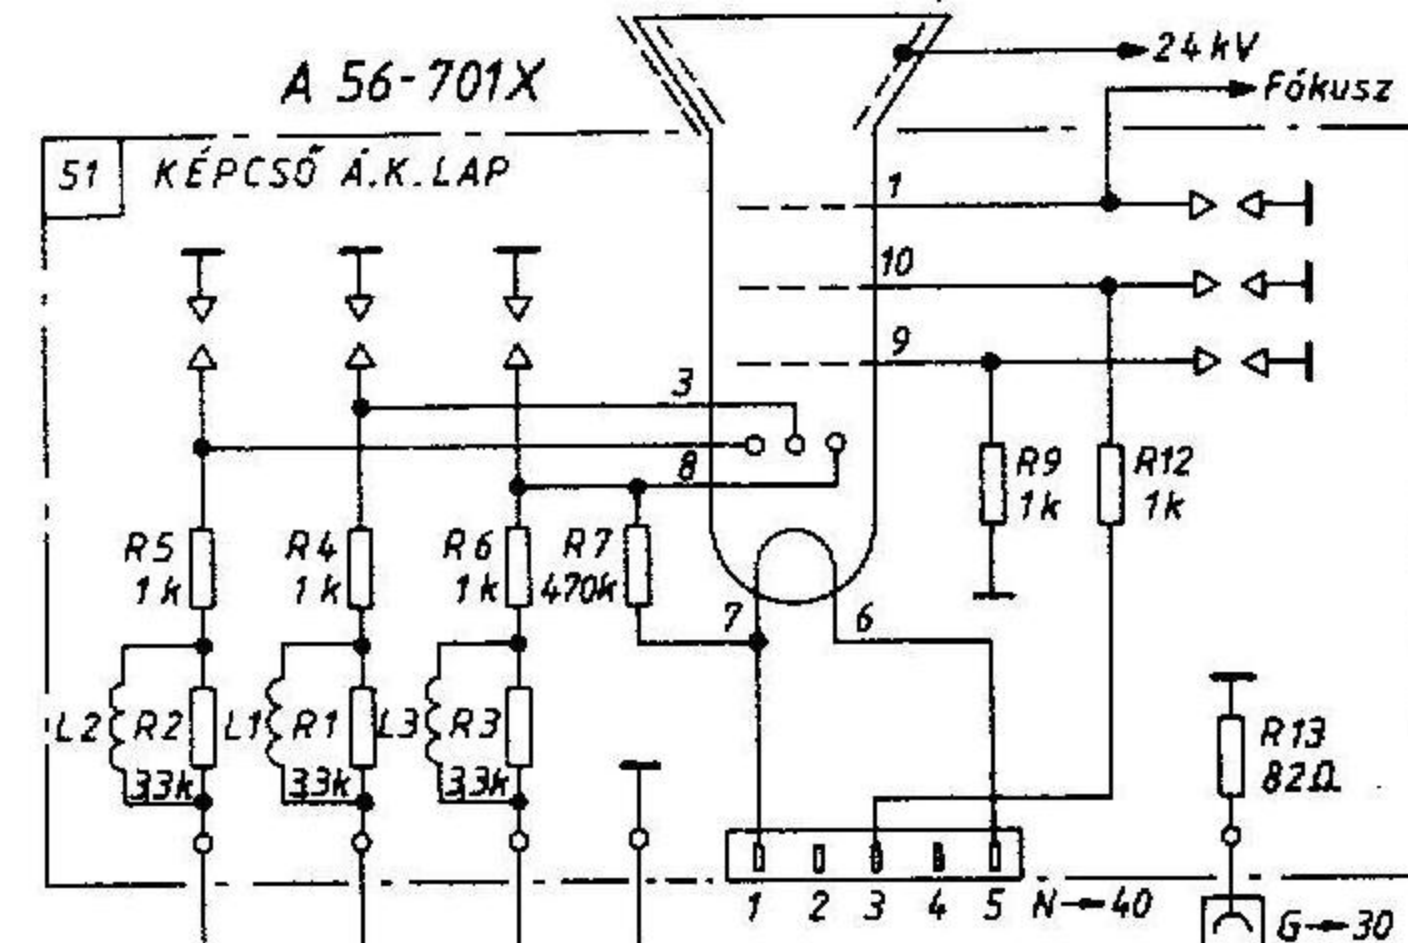 24kV
Fókusz
A 56-701X
51 KÉPCSŐ Á.K.LAP
1
10
9
3
8
R9
1k
R12
1k
R5
1k
R4
1k
R6
1k
R7
470k
7
6
L2
R2
33k
L1
R1
33k
L3
R3
33k
R13
82Ω
1 2 3 4 5 N→40
G→30